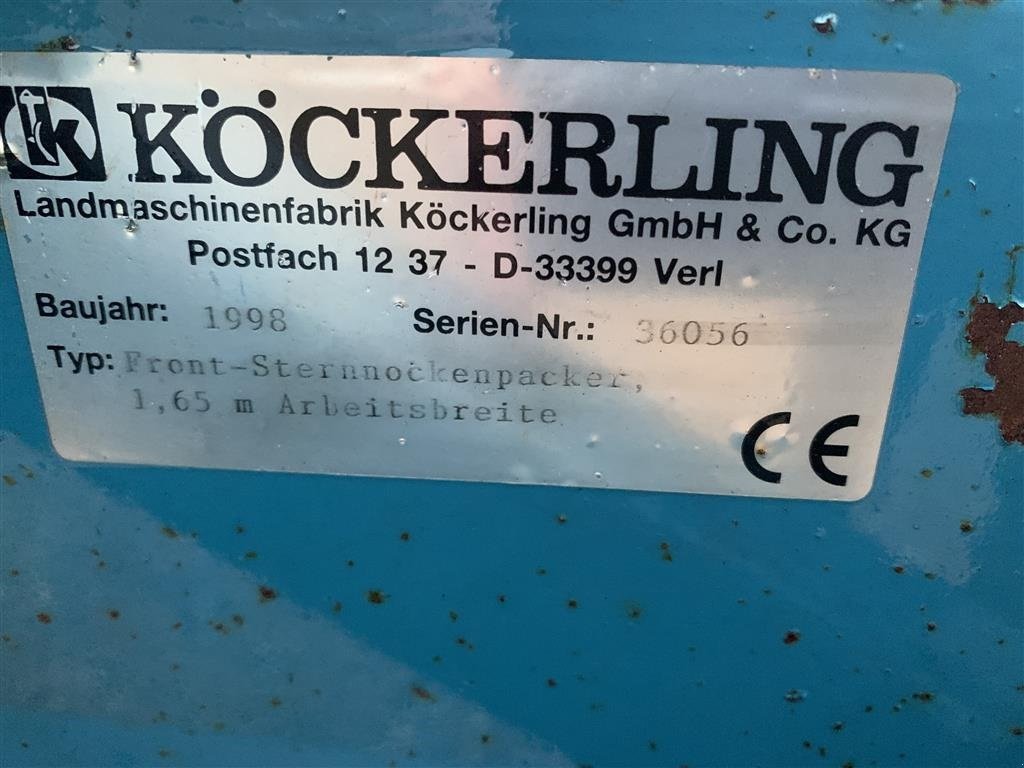 k KÖCKERLING
Landmaschinenfabrik Köckerling GmbH & Co. KG
Postfach 12 37 - D-33399 Verl
Baujahr: 1998 Serien-Nr.: 36056
Typ: Front-Sternnockenpacker,
1,65 m Arbeitsbreite
CE